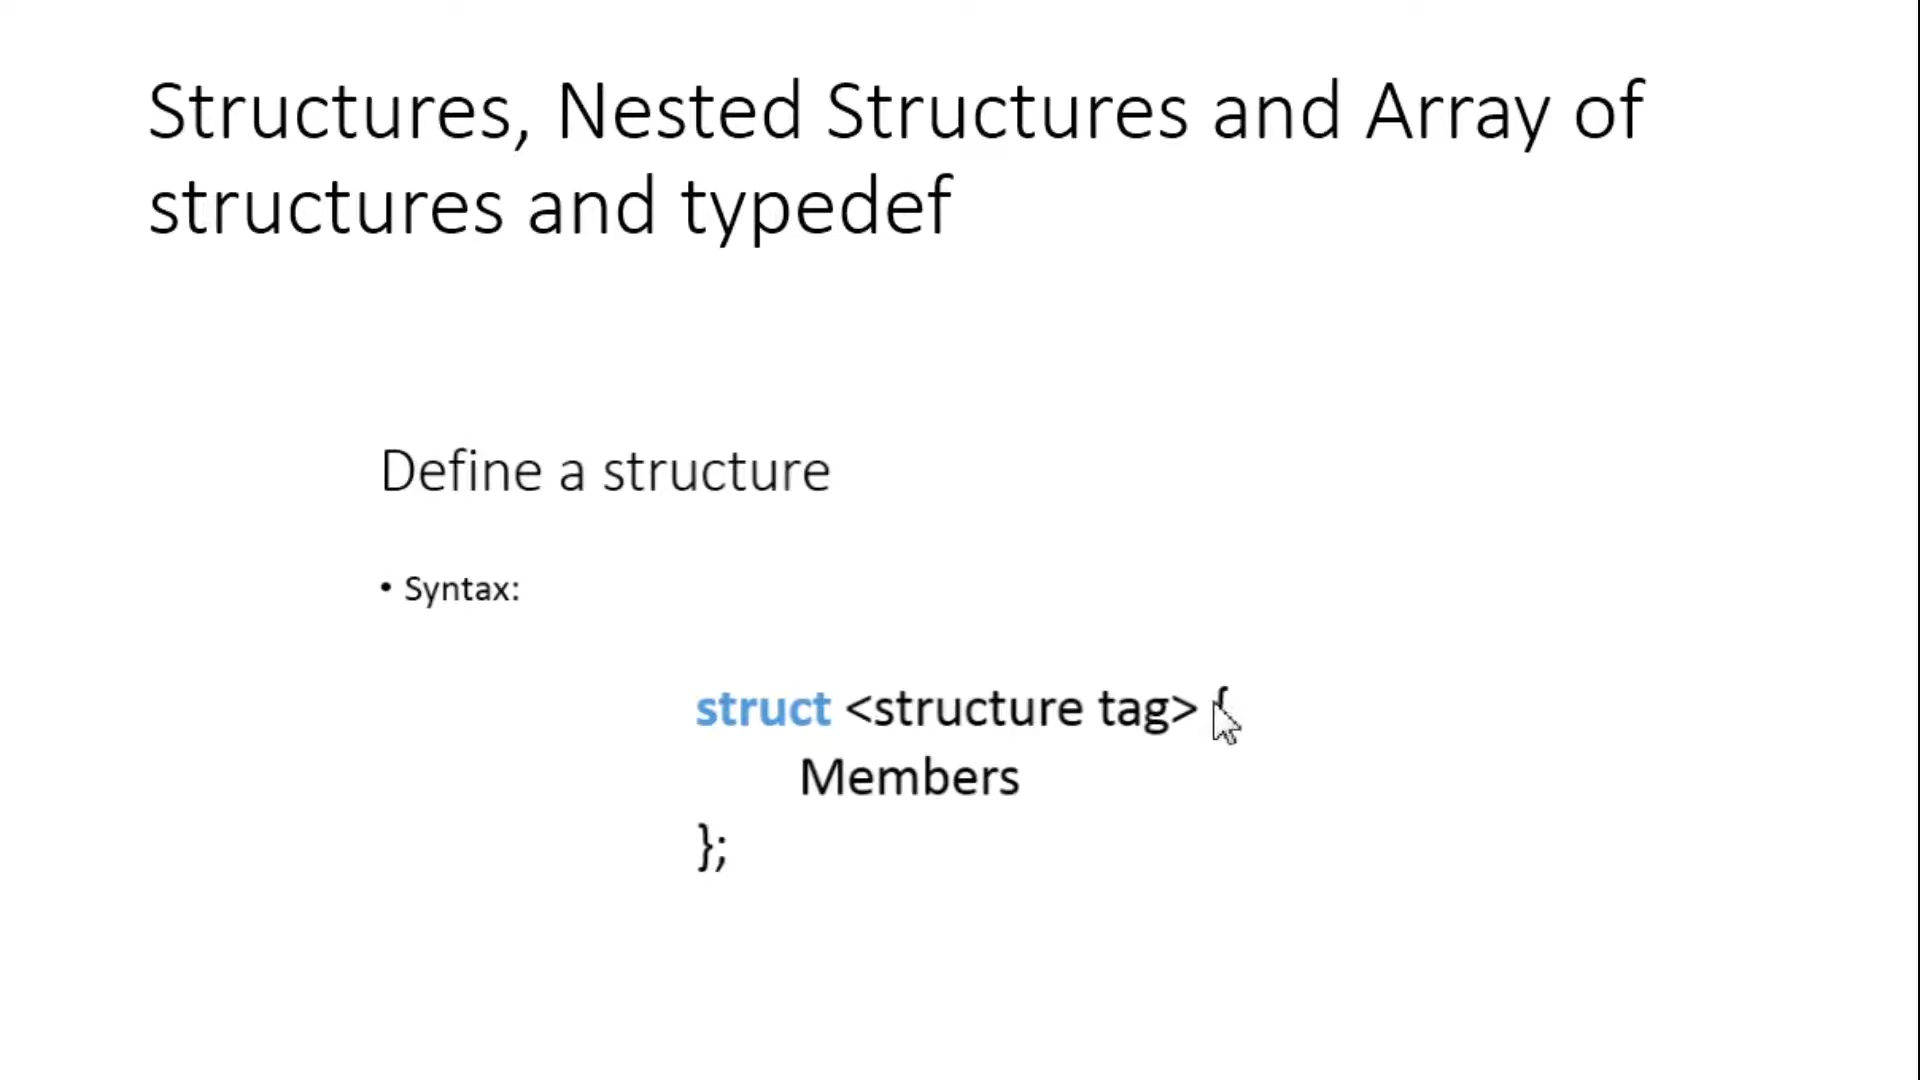 Structures, Nested Structures and Array of
structures and typedef
Define a structure
• Syntax:
struct <structure tag> {
Members
};